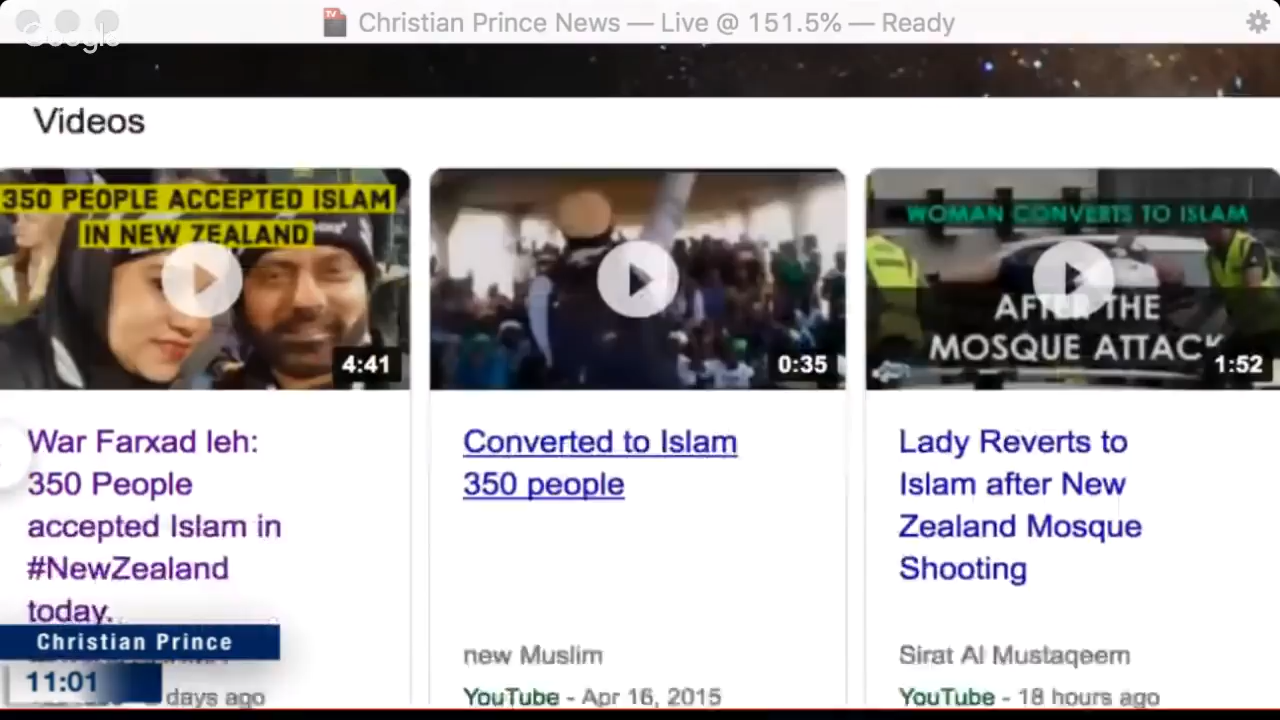 Christian Prince News — Live @ 151.5% — Ready
Google
Videos
350 PEOPLE ACCEPTED ISLAM
IN NEW ZEALAND
4:41
0:35
WOMAN CONVERTS TO ISLAM
AFTER THE
MOSQUE ATTACK
1:52
War Farxad leh:
350 People
accepted Islam in
#NewZealand
today.
Converted to Islam
350 people
Lady Reverts to
Islam after New
Zealand Mosque
Shooting
Christian Prince
11:01
days ago
new Muslim
YouTube - Apr 16, 2015
Sirat Al Mustaqeem
YouTube - 18 hours ago